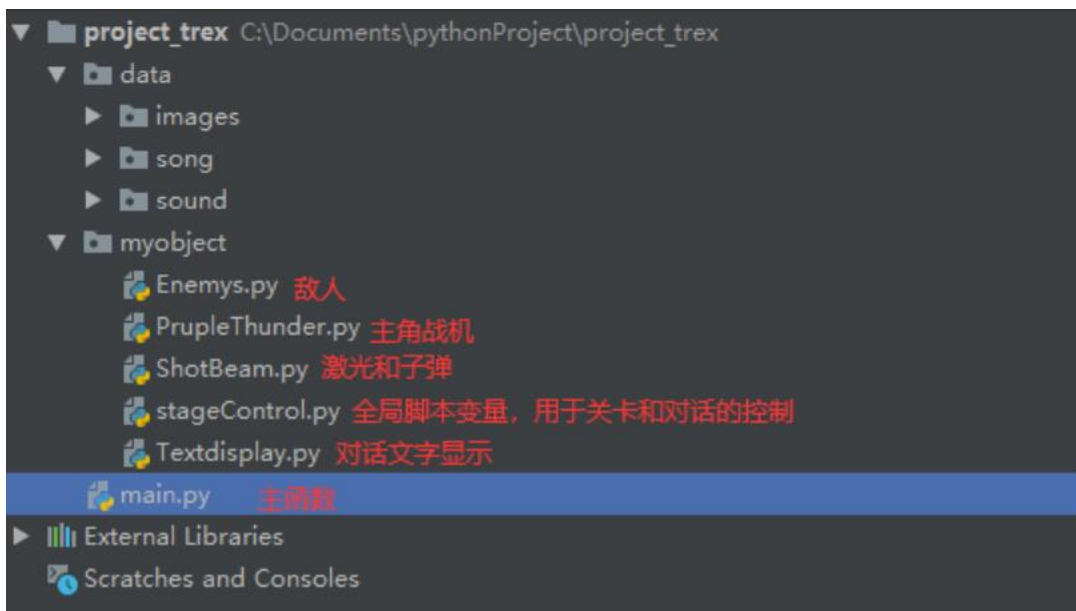 project_trex C:\Documents\pythonProject\project_trex
data
images
song
sound
myobject
Enemys.py 敌人
PrupleThunder.py 主角战机
ShotBeam.py 激光和子弹
stageControl.py 全局脚本变量，用于关卡和对话的控制
Textdisplay.py 对话文字显示
main.py 主函数
External Libraries
Scratches and Consoles